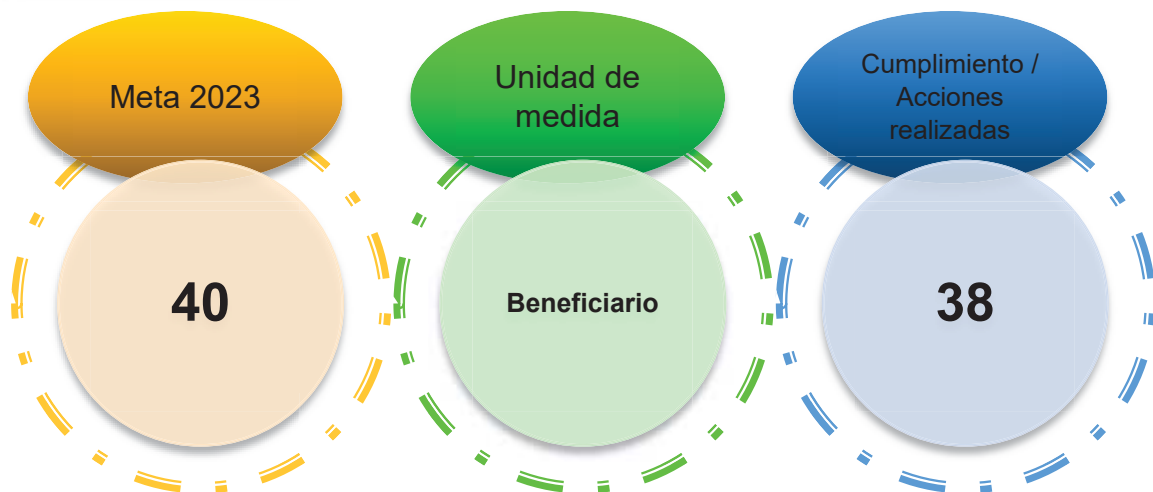 Meta 2023
Unidad de
medida
Cumplimiento /
Acciones
realizadas
40
Beneficiario
38